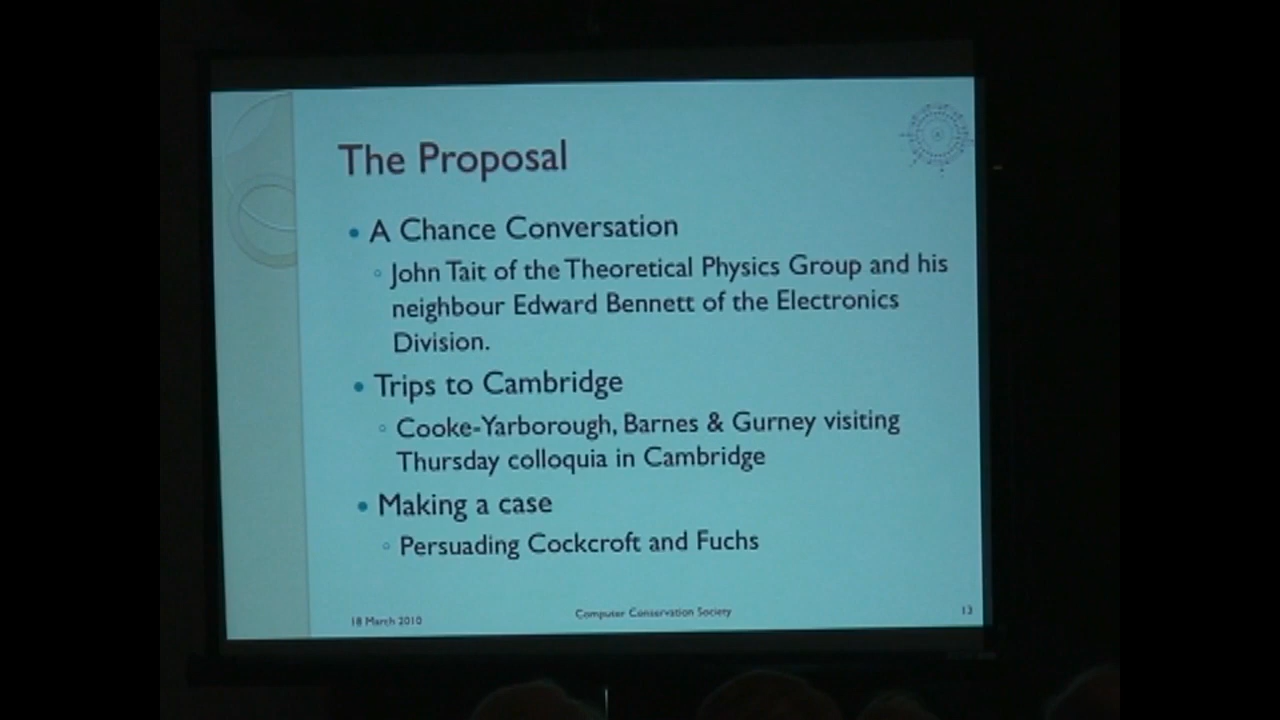 The Proposal
• A Chance Conversation
◦ John Tait of the Theoretical Physics Group and his
neighbour Edward Bennett of the Electronics
Division.
• Trips to Cambridge
◦ Cooke-Yarborough, Barnes & Gurney visiting
Thursday colloquia in Cambridge
• Making a case
◦ Persuading Cockcroft and Fuchs
18 March 2010
Computer Conservation Society
13